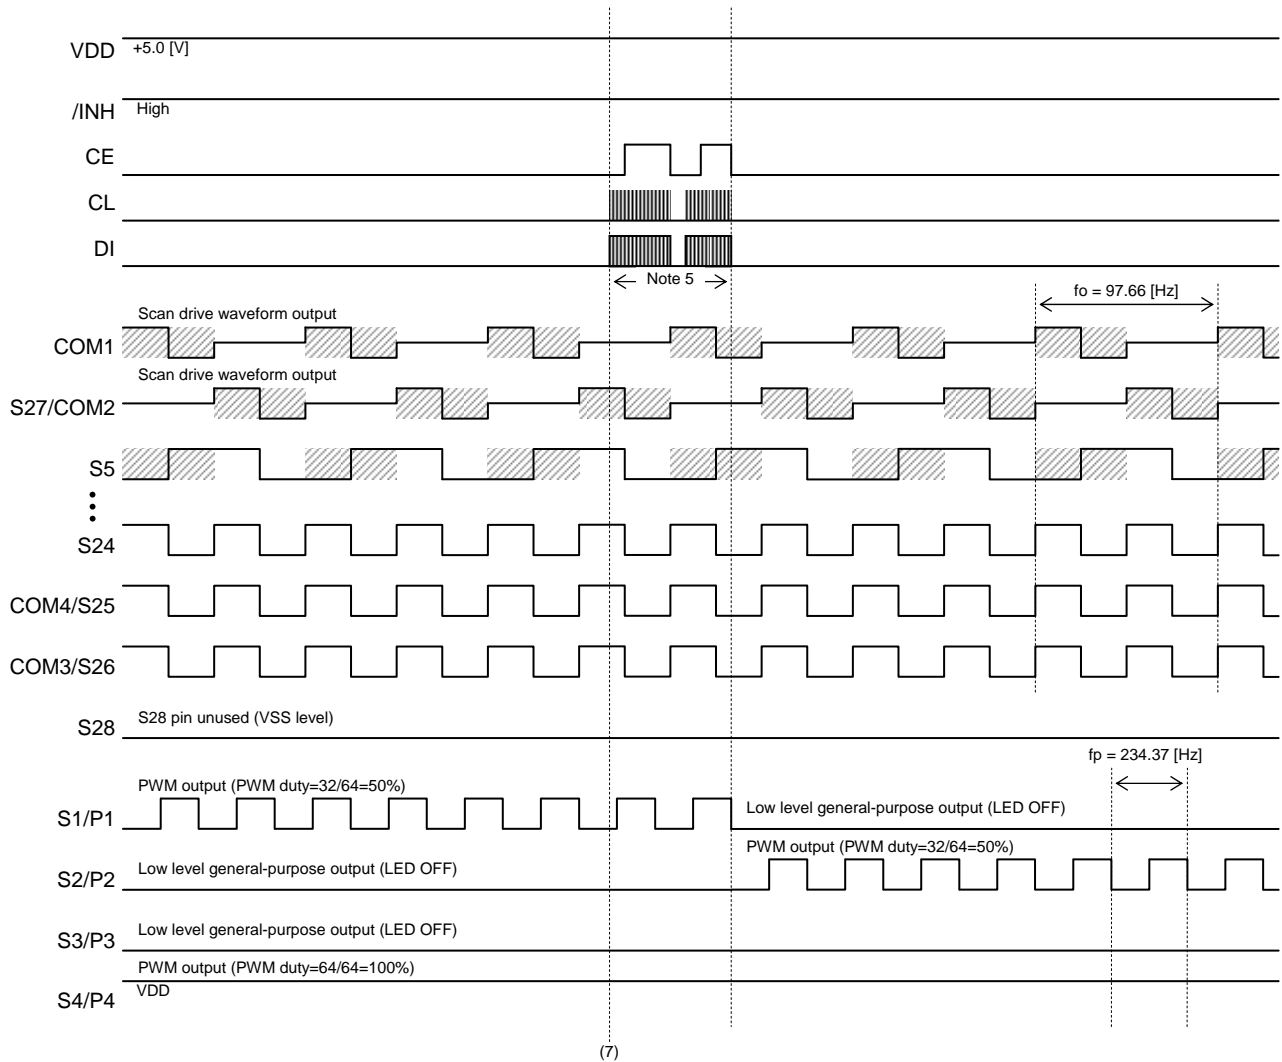 VDD +5.0 [V]
/INH High
CE
CL
DI
Note 5
fo = 97.66 [Hz]
Scan drive waveform output
COM1
Scan drive waveform output
S27/COM2
S5
S24
COM4/S25
COM3/S26
S28 pin unused (VSS level)
S28
fp = 234.37 [Hz]
PWM output (PWM duty=32/64=50%)
S1/P1 Low level general-purpose output (LED OFF)
PWM output (PWM duty=32/64=50%)
S2/P2 Low level general-purpose output (LED OFF)
Low level general-purpose output (LED OFF)
S3/P3
PWM output (PWM duty=64/64=100%)
VDD
S4/P4
(7)